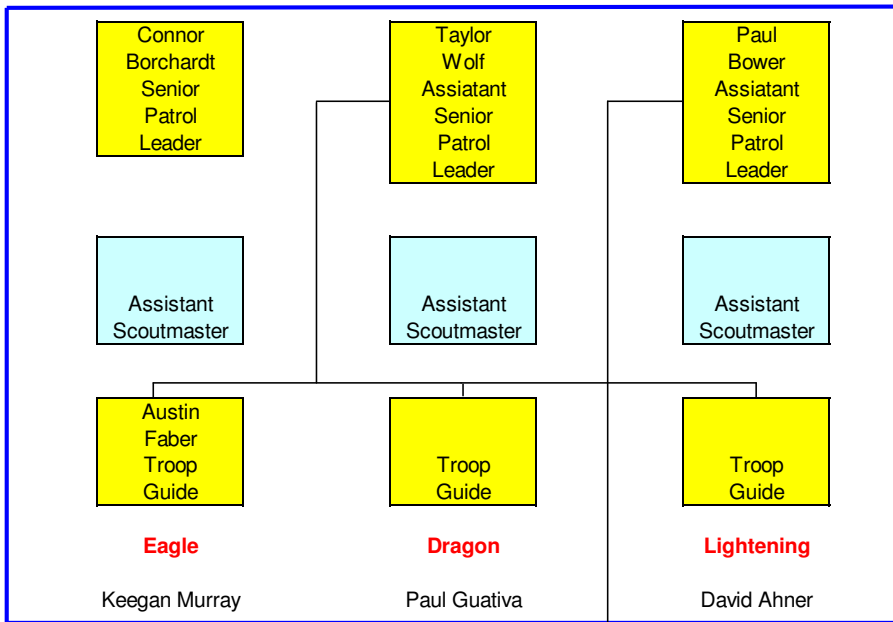 Connor
Borchardt
Senior
Patrol
Leader
Taylor
Wolf
Assiatant
Senior
Patrol
Leader
Paul
Bower
Assiatant
Senior
Patrol
Leader
Assistant
Scoutmaster
Assistant
Scoutmaster
Assistant
Scoutmaster
Austin
Faber
Troop
Guide
Troop
Guide
Troop
Guide
Eagle
Dragon
Lightening
Keegan Murray
Paul Guativa
David Ahner